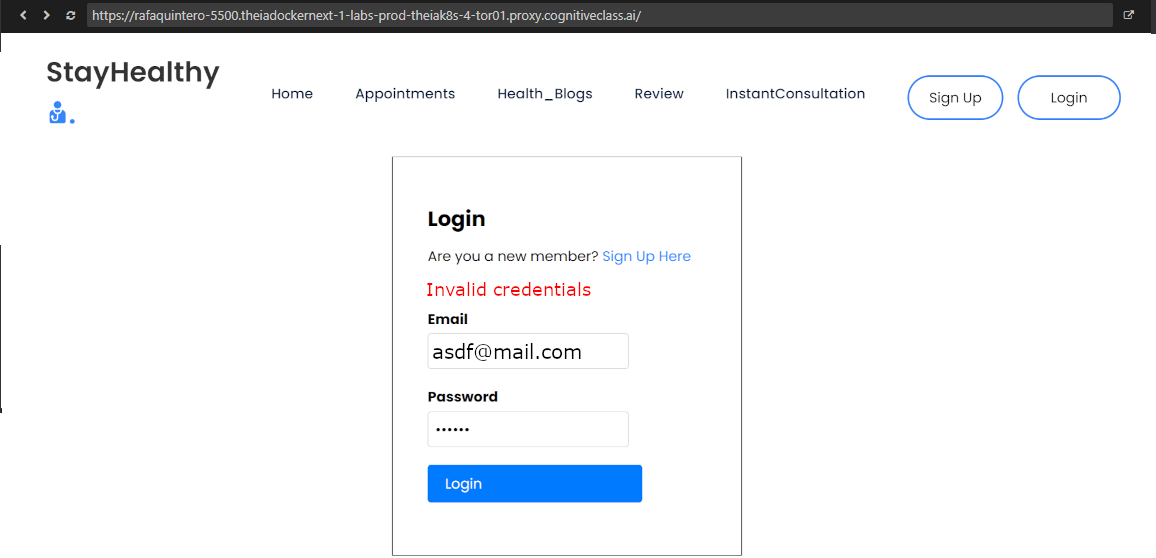 https://rafaquintero-5500.theiadockernext-1-labs-prod-theiak8s-4-tor01.proxy.cognitiveclass.ai/
StayHealthy
.
Home Appointments Health_Blogs Review InstantConsultation Sign Up Login
Login
Are you a new member? Sign Up Here
Invalid credentials
Email
asdf@mail.com
Password
••••••
Login